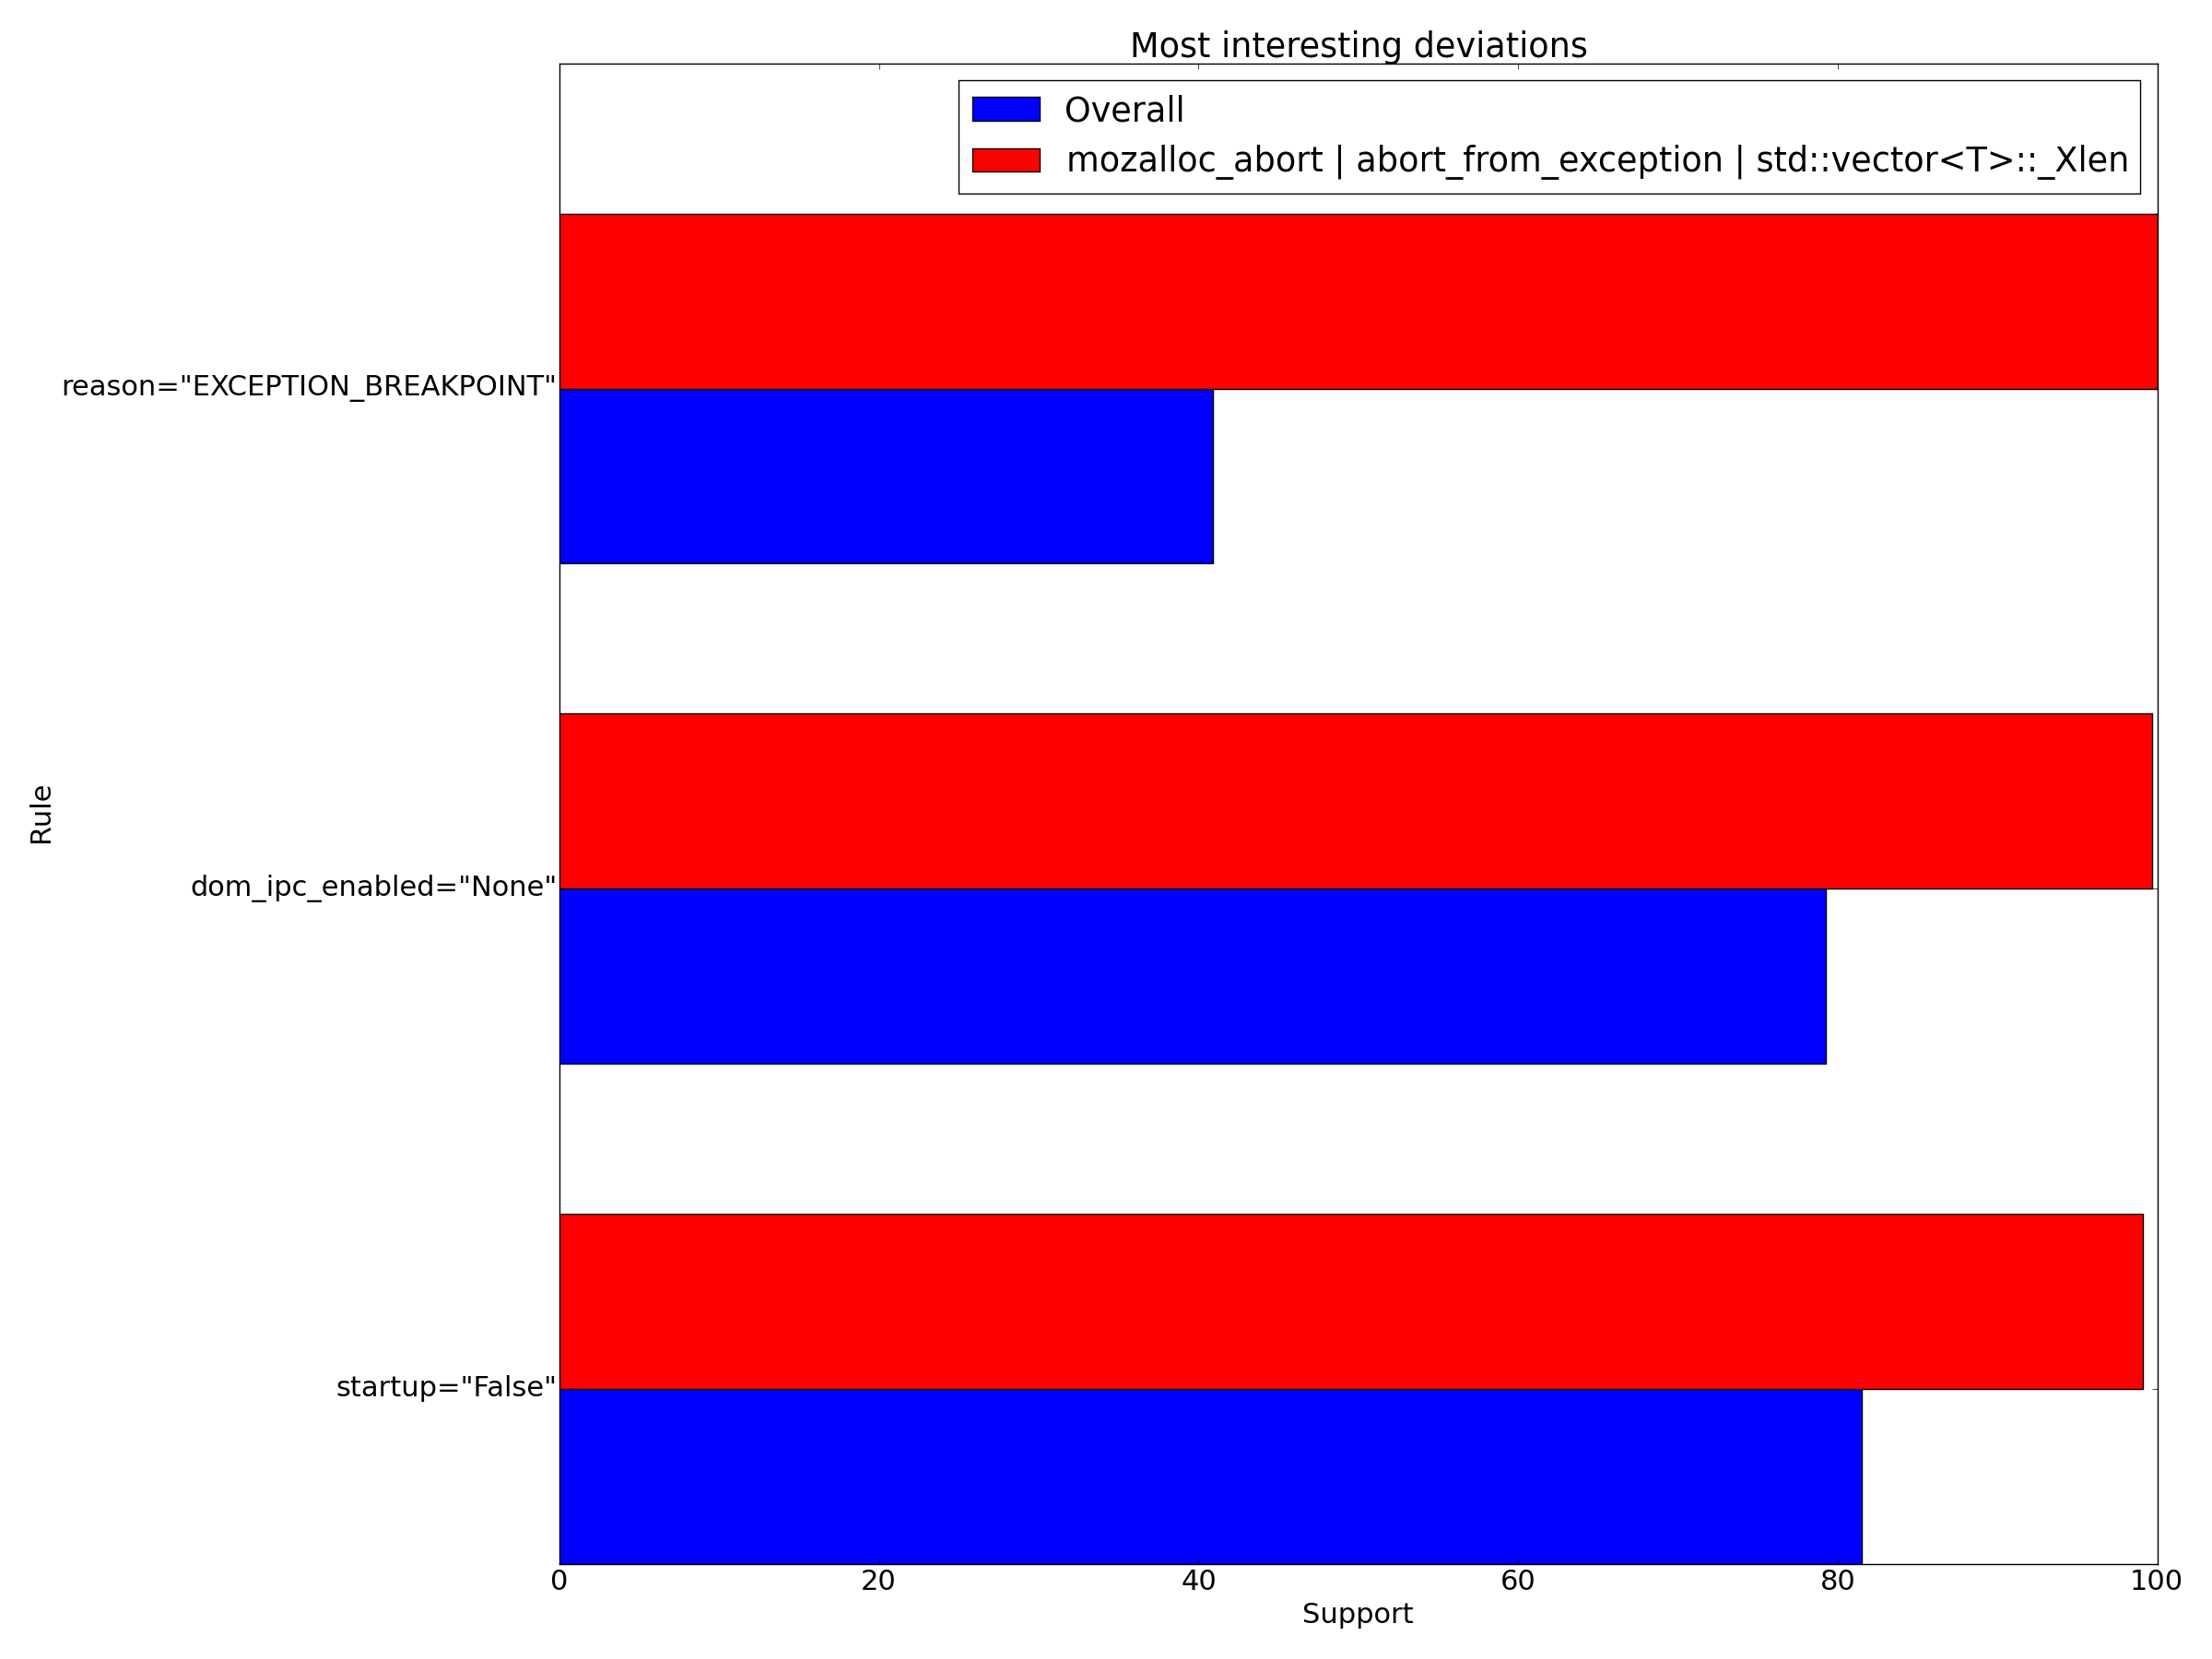 Most interesting deviations
Overall
mozalloc_abort | abort_from_exception | std::vector<T>::_Xlen
reason="EXCEPTION_BREAKPOINT"
dom_ipc_enabled="None"
startup="False"
Rule
0 20 40 60 80 100
Support